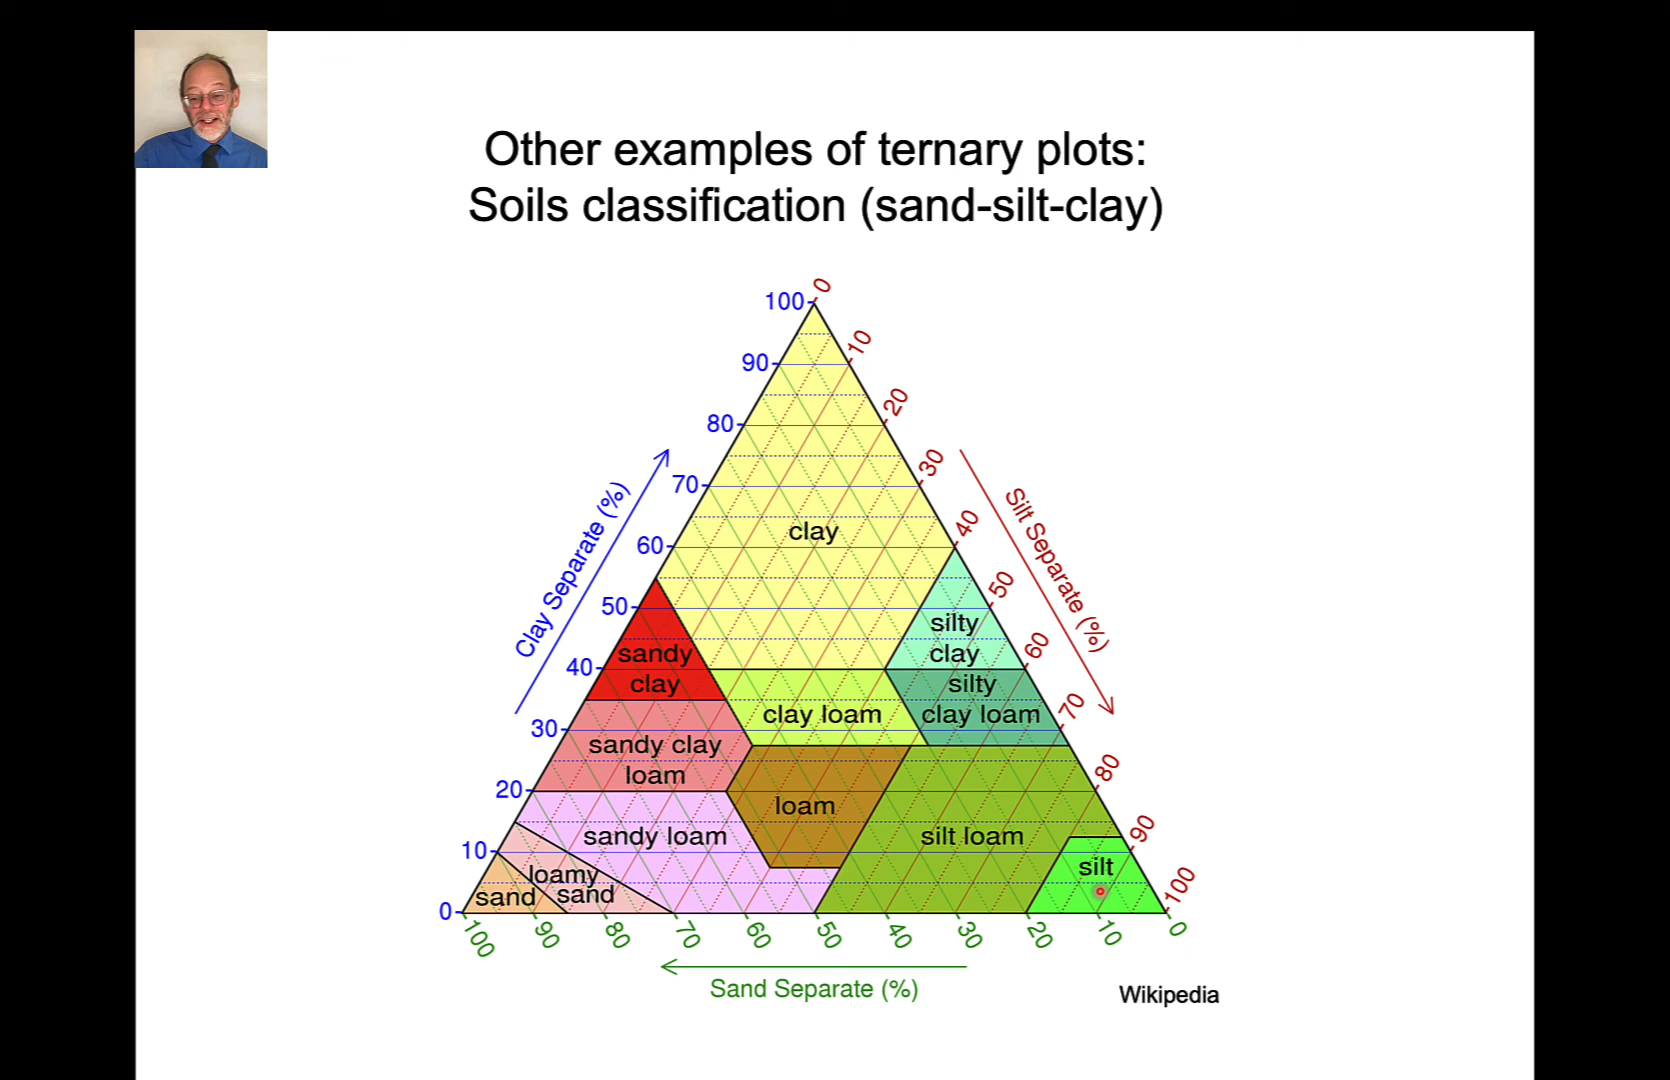 Other examples of ternary plots:
Soils classification (sand-silt-clay)
100
90
80
70
60
50
40
30
20
10
0
Clay Separate (%)
0
10
20
30
40
50
60
70
80
90
100
Silt Separate (%)
clay
silty
clay
sandy
clay
silty
clay loam
clay loam
sandy clay
loam
loam
sandy loam
silt loam
silt
loamy
sand
sand
100
90
80
70
60
50
40
30
20
10
0
Sand Separate (%)
Wikipedia